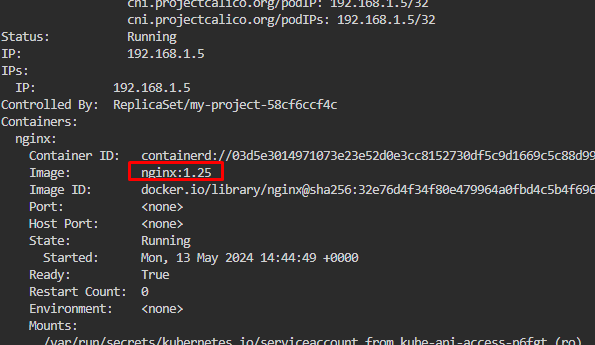 cni.projectcalico.org/podIP: 192.168.1.5/32
cni.projectcalico.org/podIPs: 192.168.1.5/32
Status: Running
IP: 192.168.1.5
IPs:
IP: 192.168.1.5
Controlled By: ReplicaSet/my-project-58cf6ccf4c
Containers:
nginx:
Container ID: containerd://03d5e3014971073e23e52d0e3cc8152730df5c9d1669c5c88d99
Image: nginx:1.25
Image ID: docker.io/library/nginx@sha256:32e76d4f34f80e479964a0fbd4c5b4f696
Port: <none>
Host Port: <none>
State: Running
Started: Mon, 13 May 2024 14:44:49 +0000
Ready: True
Restart Count: 0
Environment: <none>
Mounts:
/var/run/secrets/kubernetes.io/serviceaccount from kube-api-access-p6fgt (ro)